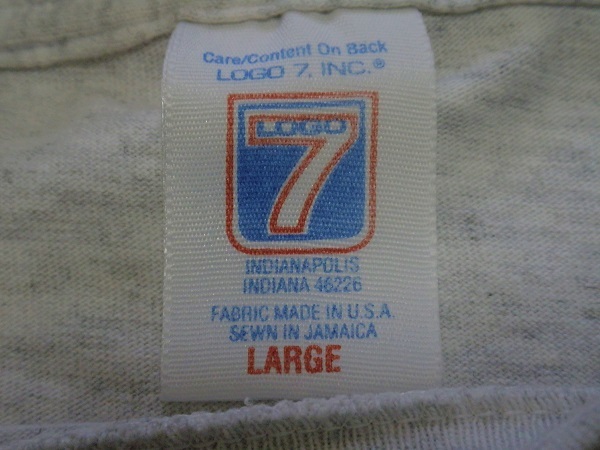 Care/Content On Back
LOGO 7, INC.®
LOGO
7
INDIANAPOLIS
INDIANA 46226
FABRIC MADE IN U.S.A.
SEWN IN JAMAICA
LARGE